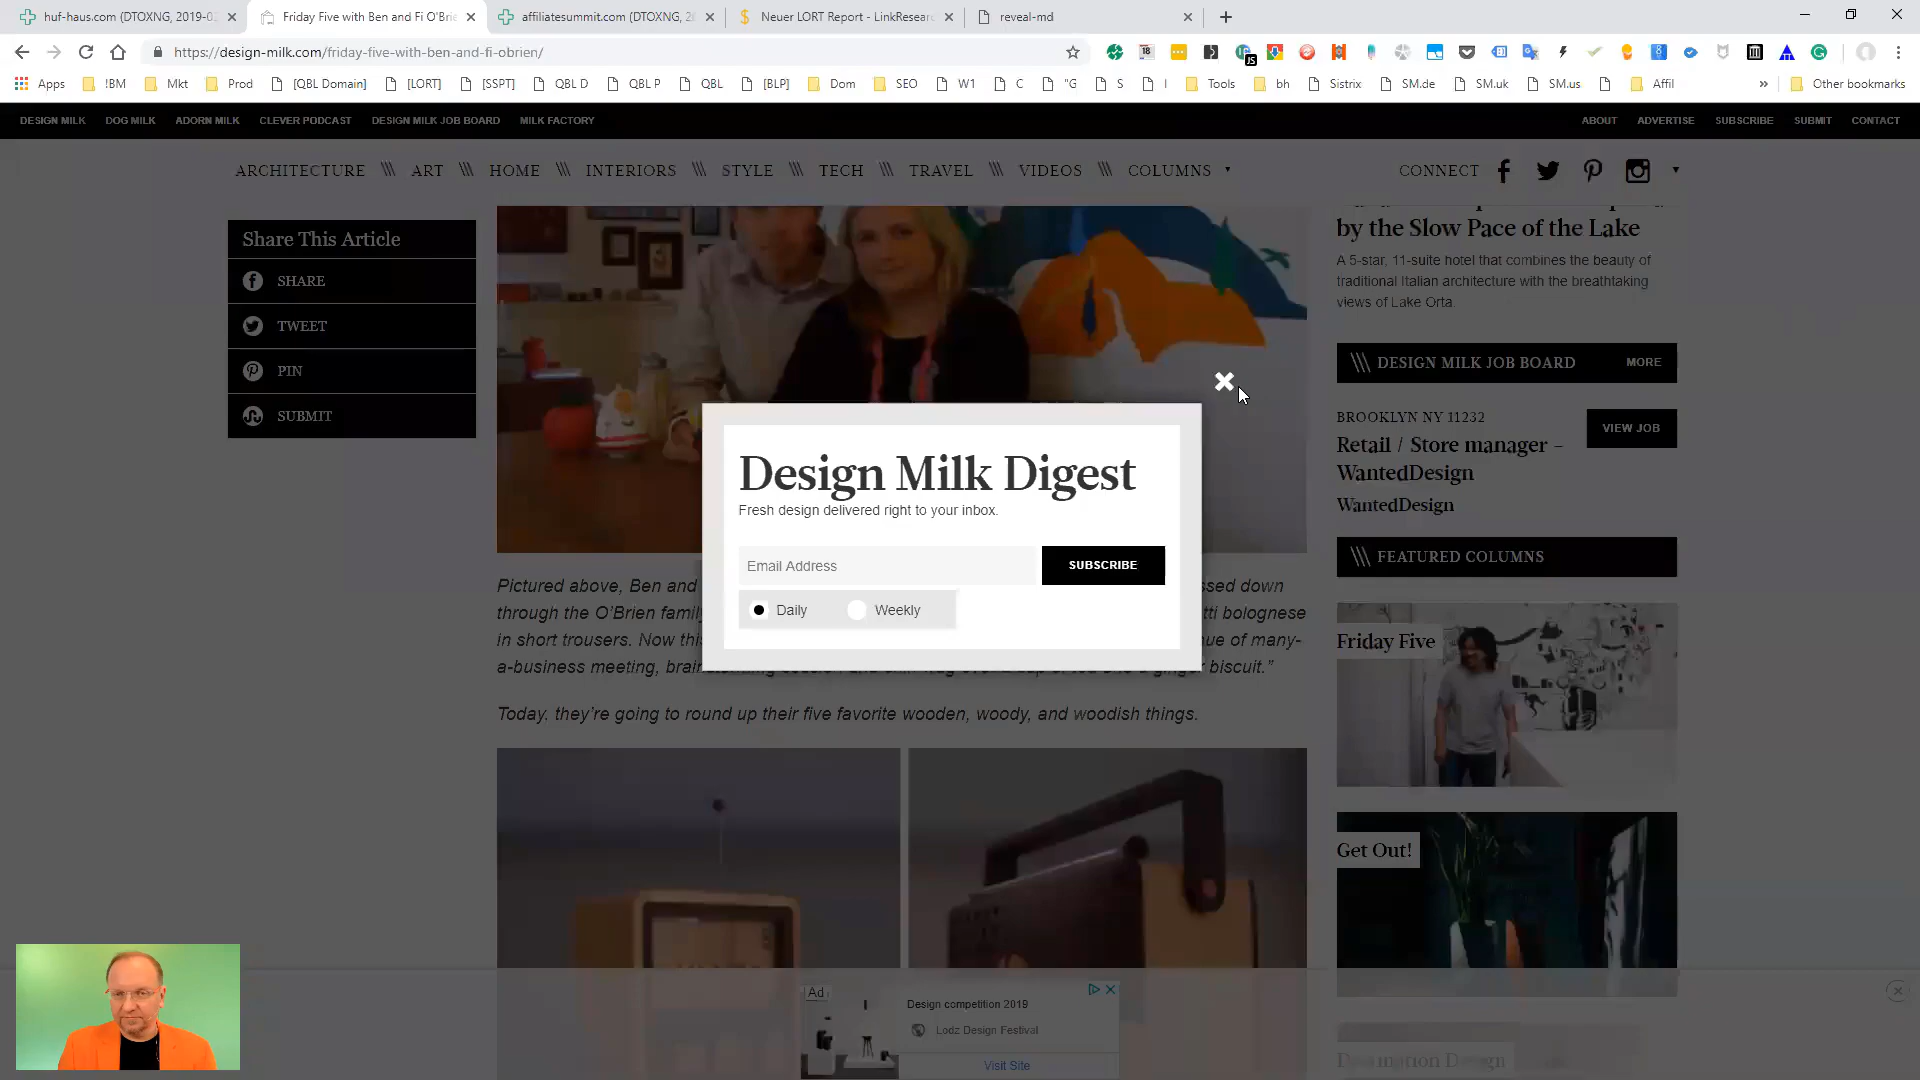 huf-haus.com (DTOXNG, 2019-0
Friday Five with Ben and Fi O'Brie
affiliatesummit.com (DTOXNG, 2
Neuer LORT Report - LinkResearc
reveal-md
https://design-milk.com/friday-five-with-ben-and-fi-obrien/
18
JS
Apps
!BM
Mkt
Prod
[QBL Domain]
[LORT]
[SSPT]
QBL D
QBL P
QBL
[BLP]
Dom
SEO
W1
C
"G
S
I
Tools
bh
Sistrix
SM.de
SM.uk
SM.us
Affil
»
Other bookmarks
DESIGN MILK
DOG MILK
ADORN MILK
CLEVER PODCAST
DESIGN MILK JOB BOARD
MILK FACTORY
ABOUT
ADVERTISE
SUBSCRIBE
SUBMIT
CONTACT
ARCHITECTURE
ART
HOME
INTERIORS
STYLE
TECH
TRAVEL
VIDEOS
COLUMNS
CONNECT
Share This Article
SHARE
TWEET
PIN
SUBMIT
Design Milk Digest
Fresh design delivered right to your inbox.
Email Address
SUBSCRIBE
Daily
Weekly
Pictured above, Ben and
ssed down
through the O'Brien family
tti bolognese
in short trousers. Now this
nue of many-
a-business meeting, brain
r biscuit."
Today, they're going to round up their five favorite wooden, woody, and woodish things.
by the Slow Pace of the Lake
A 5-star, 11-suite hotel that combines the beauty of
traditional Italian architecture with the breathtaking
views of Lake Orta.
DESIGN MILK JOB BOARD
MORE
BROOKLYN NY 11232
Retail / Store manager –
WantedDesign
WantedDesign
VIEW JOB
FEATURED COLUMNS
Friday Five
Get Out!
Destination Design
Ad
Design competition 2019
Lodz Design Festival
Visit Site